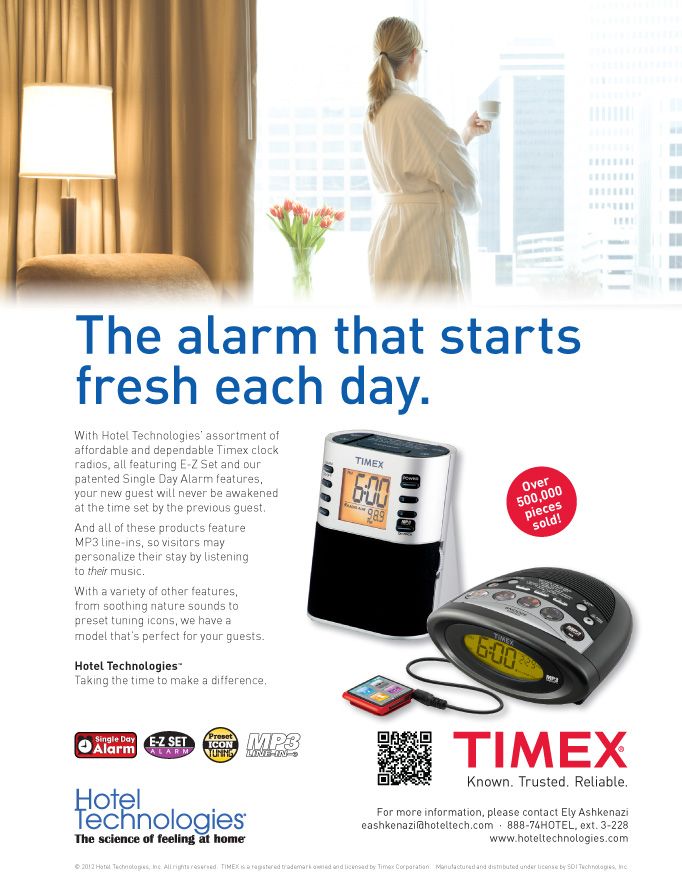 The alarm that starts
fresh each day.
With Hotel Technologies' assortment of
affordable and dependable Timex clock
radios, all featuring E-Z Set and our
patented Single Day Alarm features,
your new guest will never be awakened
at the time set by the previous guest.
And all of these products feature
MP3 line-ins, so visitors may
personalize their stay by listening
to their music.
With a variety of other features,
from soothing nature sounds to
preset tuning icons, we have a
model that's perfect for your guests.
Hotel Technologies™
Taking the time to make a difference.
TIMEX
6:00
Over
500,000
pieces
sold!
TIMEX
6:00
MP3
Single Day
Alarm
E-Z SET
ALARM
Preset
ICON
TUNING
MP3
LINE-IN
TIMEX®
Known. Trusted. Reliable.
Hotel
Technologies®
The science of feeling at home®
For more information, please contact Ely Ashkenazi
eashkenazi@hoteltech.com · 888-74HOTEL, ext. 3-228
www.hoteltechnologies.com
© 2012 Hotel Technologies, Inc. All rights reserved. TIMEX is a registered trademark owned and licensed by Timex Corporation. Manufactured and distributed under license by SDI Technologies, Inc.